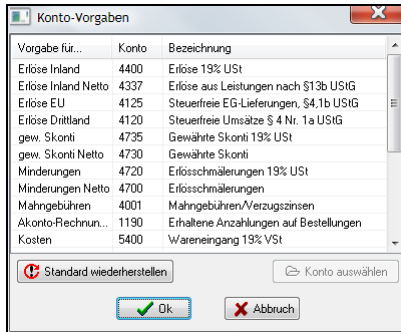 Konto-Vorgaben
Vorgabe für... Konto Bezeichnung
Erlöse Inland 4400 Erlöse 19% USt
Erlöse Inland Netto 4337 Erlöse aus Leistungen nach §13b UStG
Erlöse EU 4125 Steuerfreie EG-Lieferungen, §4,1b UStG
Erlöse Drittland 4120 Steuerfreie Umsätze § 4 Nr. 1a UStG
gew. Skonti 4735 Gewährte Skonti 19% USt
gew. Skonti Netto 4730 Gewährte Skonti
Minderungen 4720 Erlösschmälerungen 19% USt
Minderungen Netto 4700 Erlösschmälerungen
Mahngebühren 4001 Mahngebühren/Verzugszinsen
Akonto-Rechnun... 1190 Erhaltene Anzahlungen auf Bestellungen
Kosten 5400 Wareneingang 19% VSt
Standard wiederherstellen Konto auswählen
Ok Abbruch